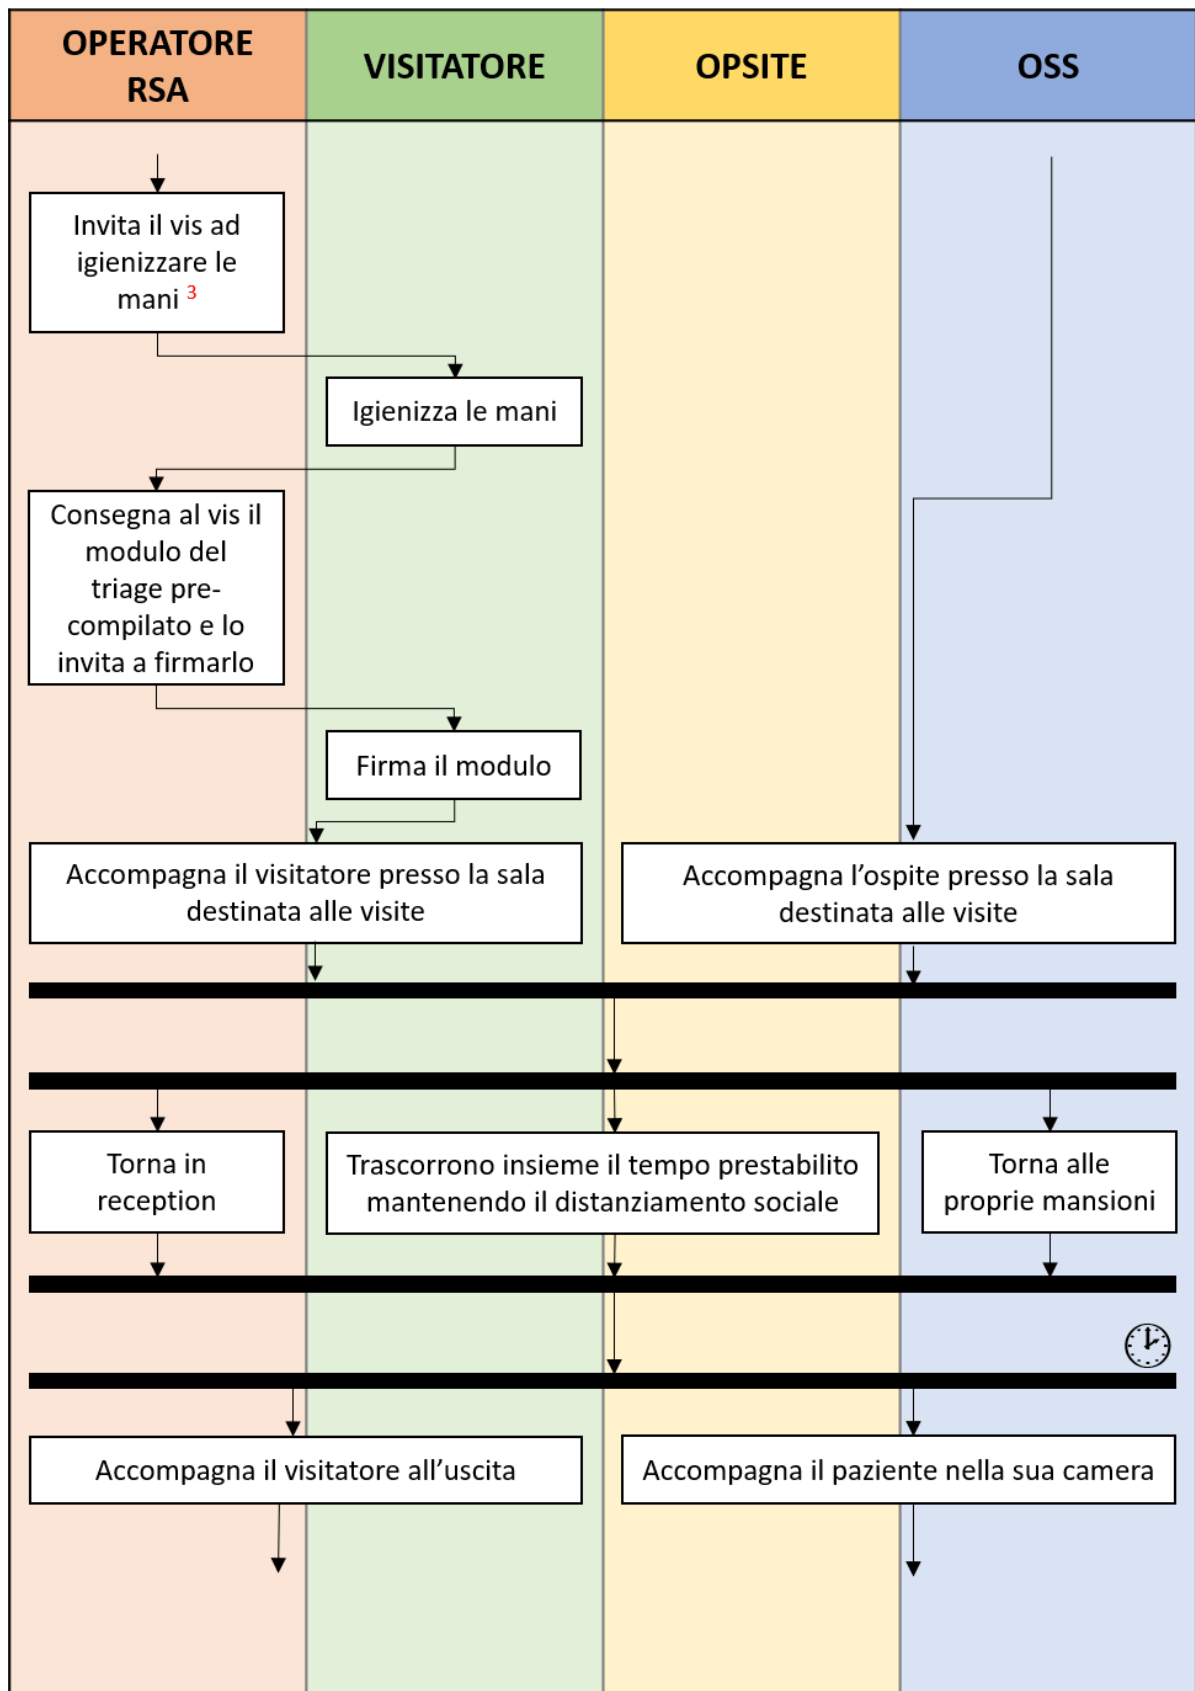 OPERATORE
RSA
VISITATORE
OPSITE
OSS
Invita il vis ad
igienizzare le
mani 3
Igienizza le mani
Consegna al vis il
modulo del
triage pre-
compilato e lo
invita a firmarlo
Firma il modulo
Accompagna il visitatore presso la sala
destinata alle visite
Accompagna l’ospite presso la sala
destinata alle visite
Torna in
reception
Trascorrono insieme il tempo prestabilito
mantenendo il distanziamento sociale
Torna alle
proprie mansioni
Accompagna il visitatore all’uscita
Accompagna il paziente nella sua camera